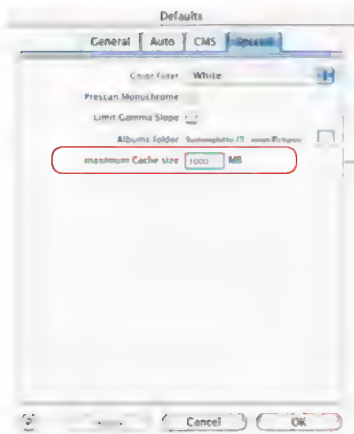 Defaults
General Auto CMS Special
Color Filter White
Prescan Monochrome
Limit Gamma Slope
Albums Folder
maximum Cache size 1000 MB
Cancel OK